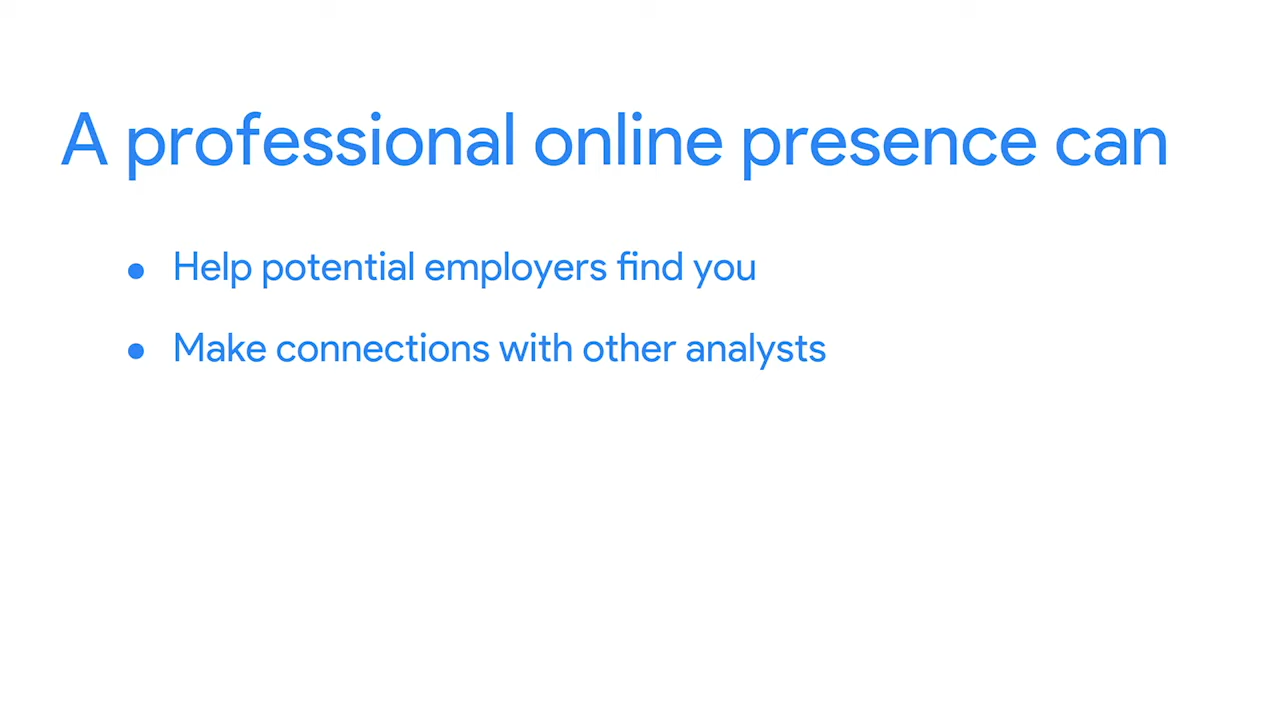 A professional online presence can
• Help potential employers find you
• Make connections with other analysts